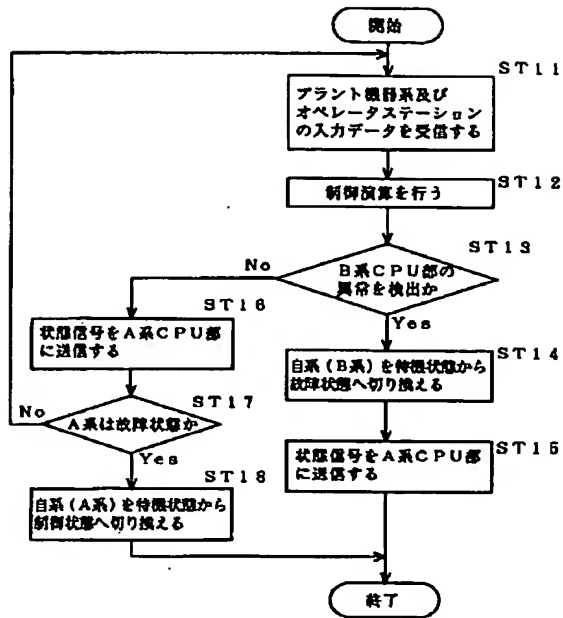 開始
ST11
プラント機器系及び
オペレータステーション
の入力データを受信する
ST12
制御演算を行う
ST13
B系CPU部の
異常を検出か
No
Yes
ST16
状態信号をA系CPU部
に送信する
ST14
自系(B系)を待機状態から
故障状態へ切り換える
ST17
A系は故障状態か
No
Yes
ST15
状態信号をA系CPU部
に送信する
ST18
自系(A系)を待機状態から
制御状態へ切り換える
終了